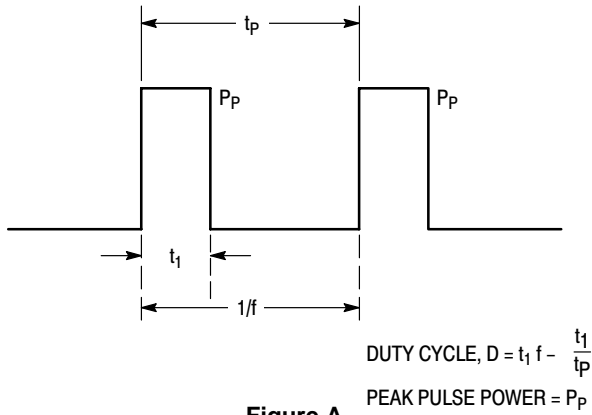 tP
PP PP
t1
1/f
DUTY CYCLE, D = t1 f – t1/tP
PEAK PULSE POWER = PP
Figure A